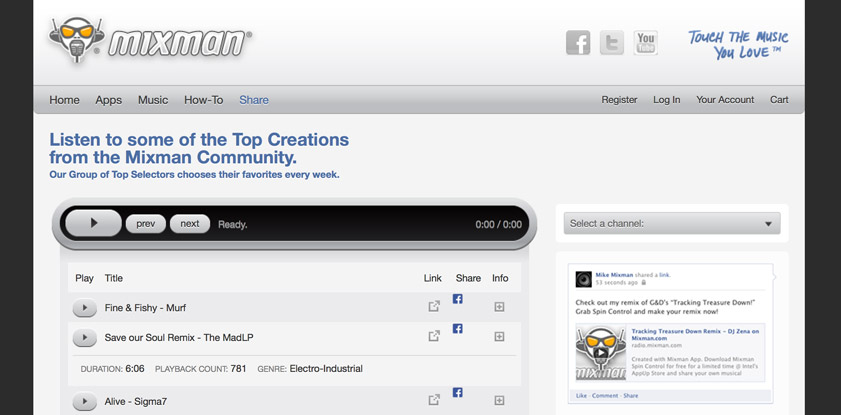 mixman®
You
Tube
TOUCH THE MUSIC
YOU LOVE™
Home Apps Music How-To Share
Register Log In Your Account Cart
Listen to some of the Top Creations
from the Mixman Community.
Our Group of Top Selectors chooses their favorites every week.
prev next Ready. 0:00 / 0:00
Select a channel:
Play Title Link Share Info
Fine & Fishy - Murf
Save our Soul Remix - The MadLP
DURATION: 6:06 PLAYBACK COUNT: 781 GENRE: Electro-Industrial
Alive - Sigma7
Mike Mixman shared a link.
53 seconds ago
Check out my remix of G&D's "Tracking Treasure Down!"
Grab Spin Control and make your remix now!
Tracking Treasure Down Remix - DJ Zena on
Mixman.com
radio.mixman.com
Created with Mixman App. Download Mixman
Spin Control for free for a limited time @ Intel's
AppUp Store and share your own musical
mixman
Like · Comment · Share